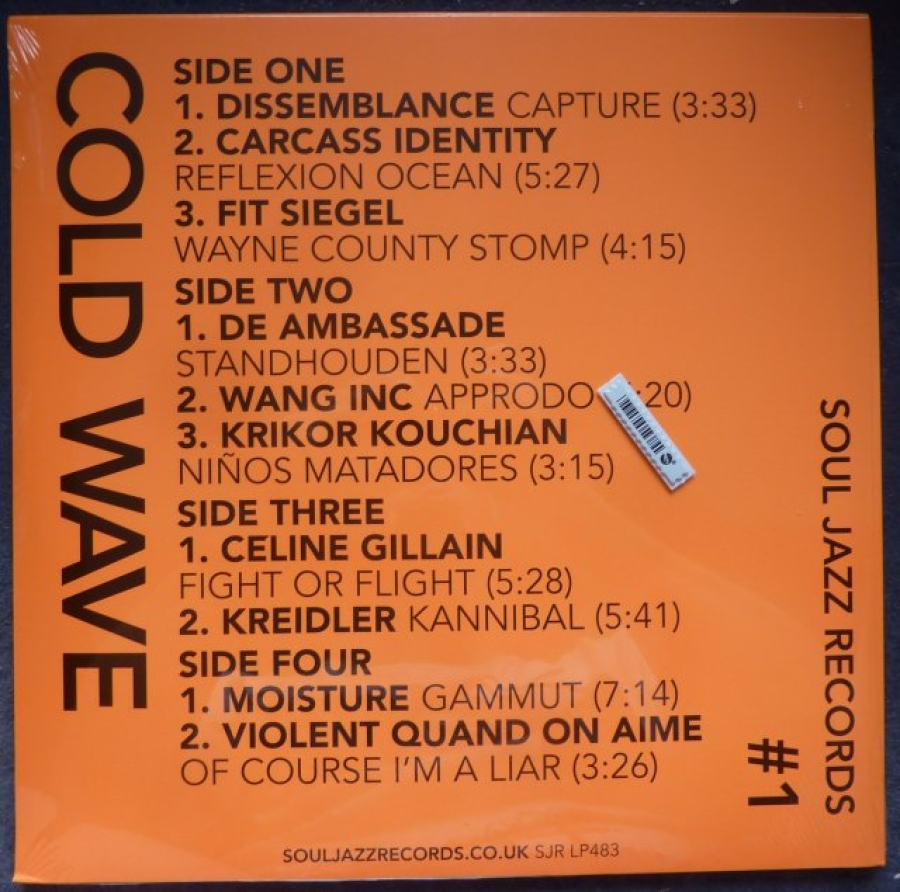 COLD WAVE
SIDE ONE
1. DISSEMBLANCE CAPTURE (3:33)
2. CARCASS IDENTITY
REFLEXION OCEAN (5:27)
3. FIT SIEGEL
WAYNE COUNTY STOMP (4:15)
SIDE TWO
1. DE AMBASSADE
STANDHOUDEN (3:33)
2. WANG INC APPRODO :20)
3. KRIKOR KOUCHIAN
NIÑOS MATADORES (3:15)
SIDE THREE
1. CELINE GILLAIN
FIGHT OR FLIGHT (5:28)
2. KREIDLER KANNIBAL (5:41)
SIDE FOUR
1. MOISTURE GAMMUT (7:14)
2. VIOLENT QUAND ON AIME
OF COURSE I'M A LIAR (3:26)
SOUL JAZZ RECORDS
#1
SOULJAZZRECORDS.CO.UK SJR LP483